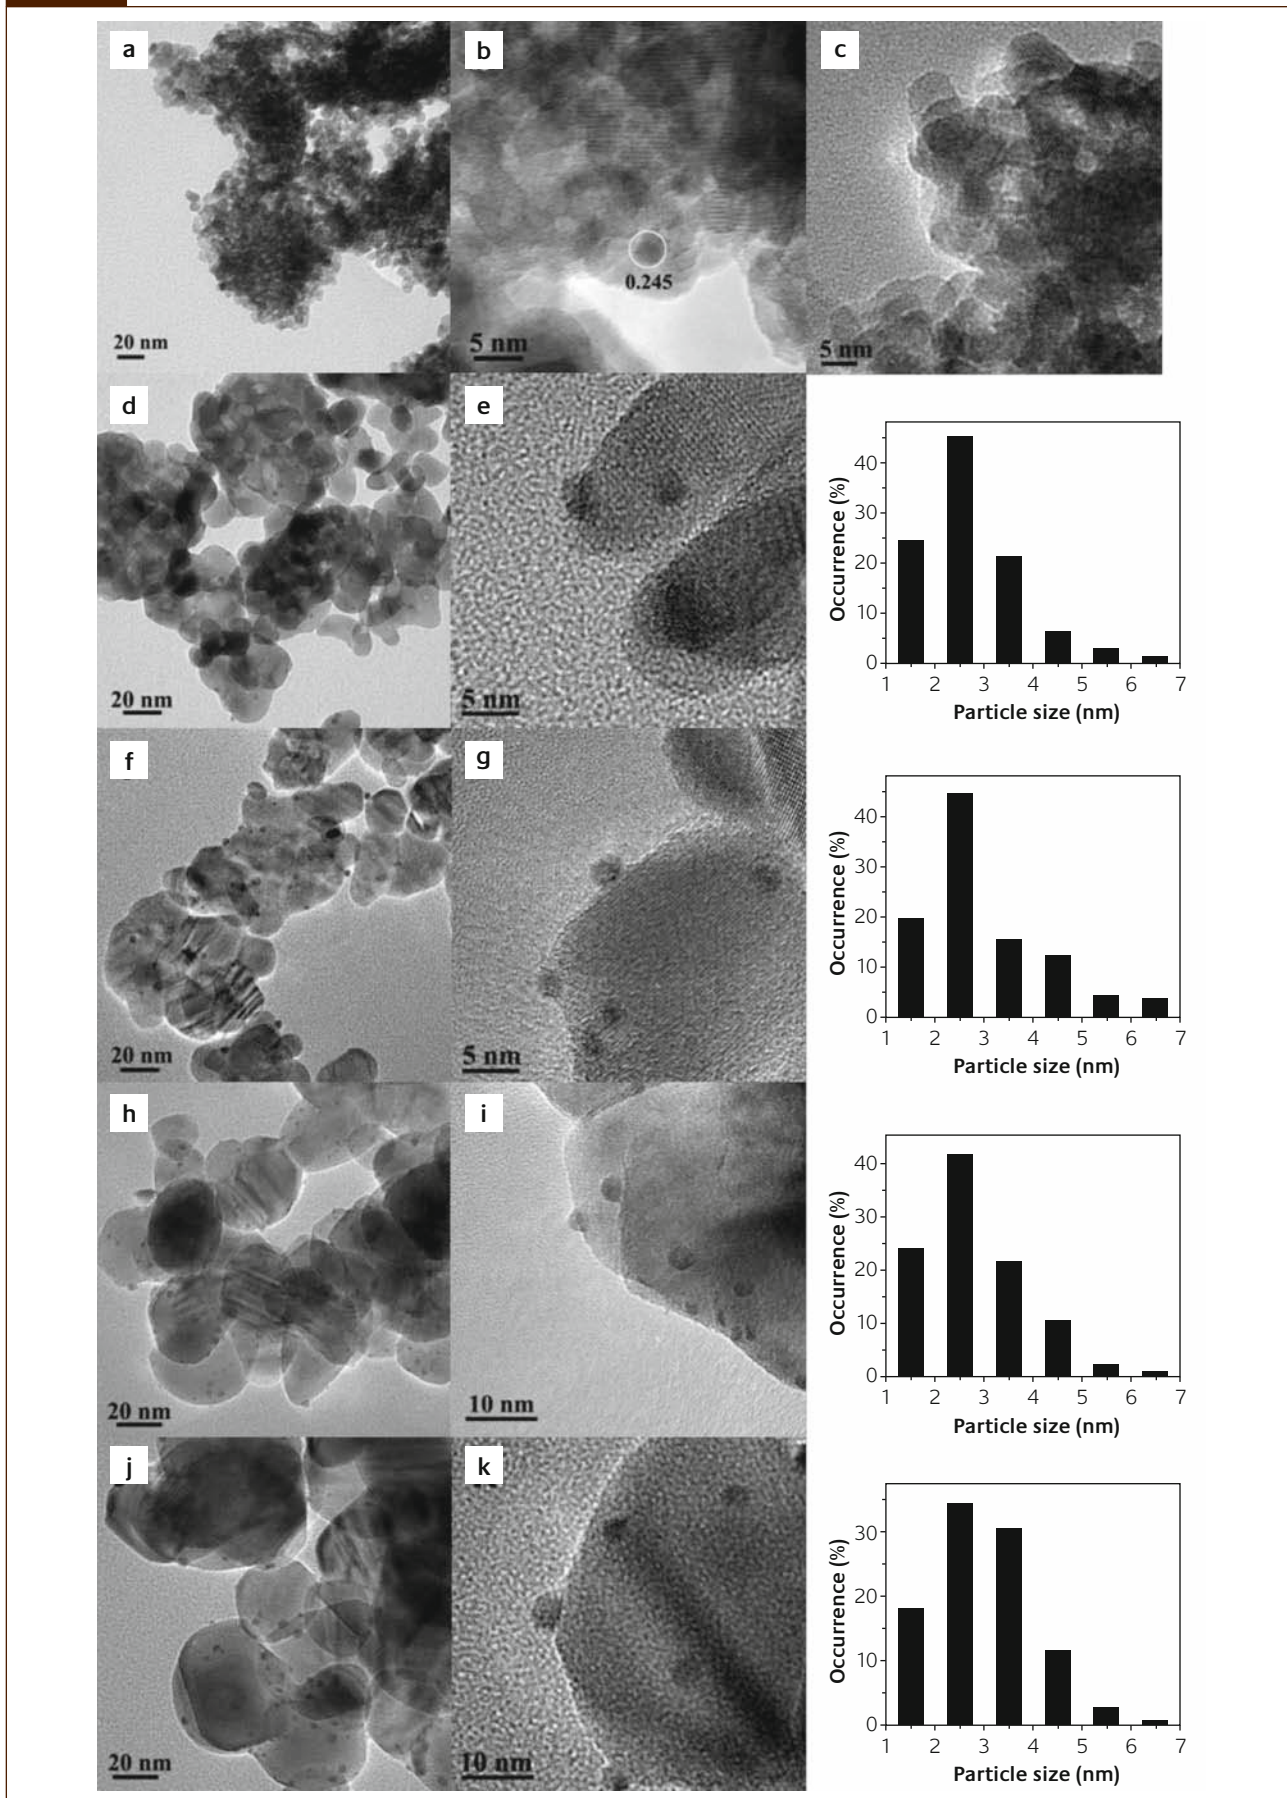 a
b
c
0.245
20 nm
5 nm
5 nm
d
e
20 nm
5 nm
Occurrence (%)
40
30
20
10
0
1 2 3 4 5 6 7
Particle size (nm)
f
g
20 nm
5 nm
Occurrence (%)
40
30
20
10
0
1 2 3 4 5 6 7
Particle size (nm)
h
i
20 nm
10 nm
Occurrence (%)
40
30
20
10
0
1 2 3 4 5 6 7
Particle size (nm)
j
k
20 nm
10 nm
Occurrence (%)
30
20
10
0
1 2 3 4 5 6 7
Particle size (nm)